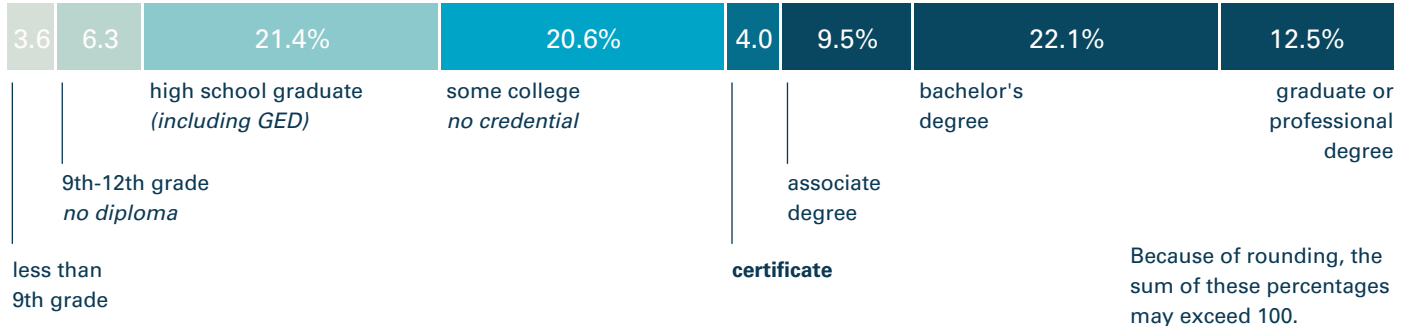 3.6 6.3 21.4% 20.6% 4.0 9.5% 22.1% 12.5%
high school graduate
(including GED)
some college
no credential
bachelor's
degree
graduate or
professional
degree
9th-12th grade
no diploma
associate
degree
less than
9th grade
certificate
Because of rounding, the
sum of these percentages
may exceed 100.